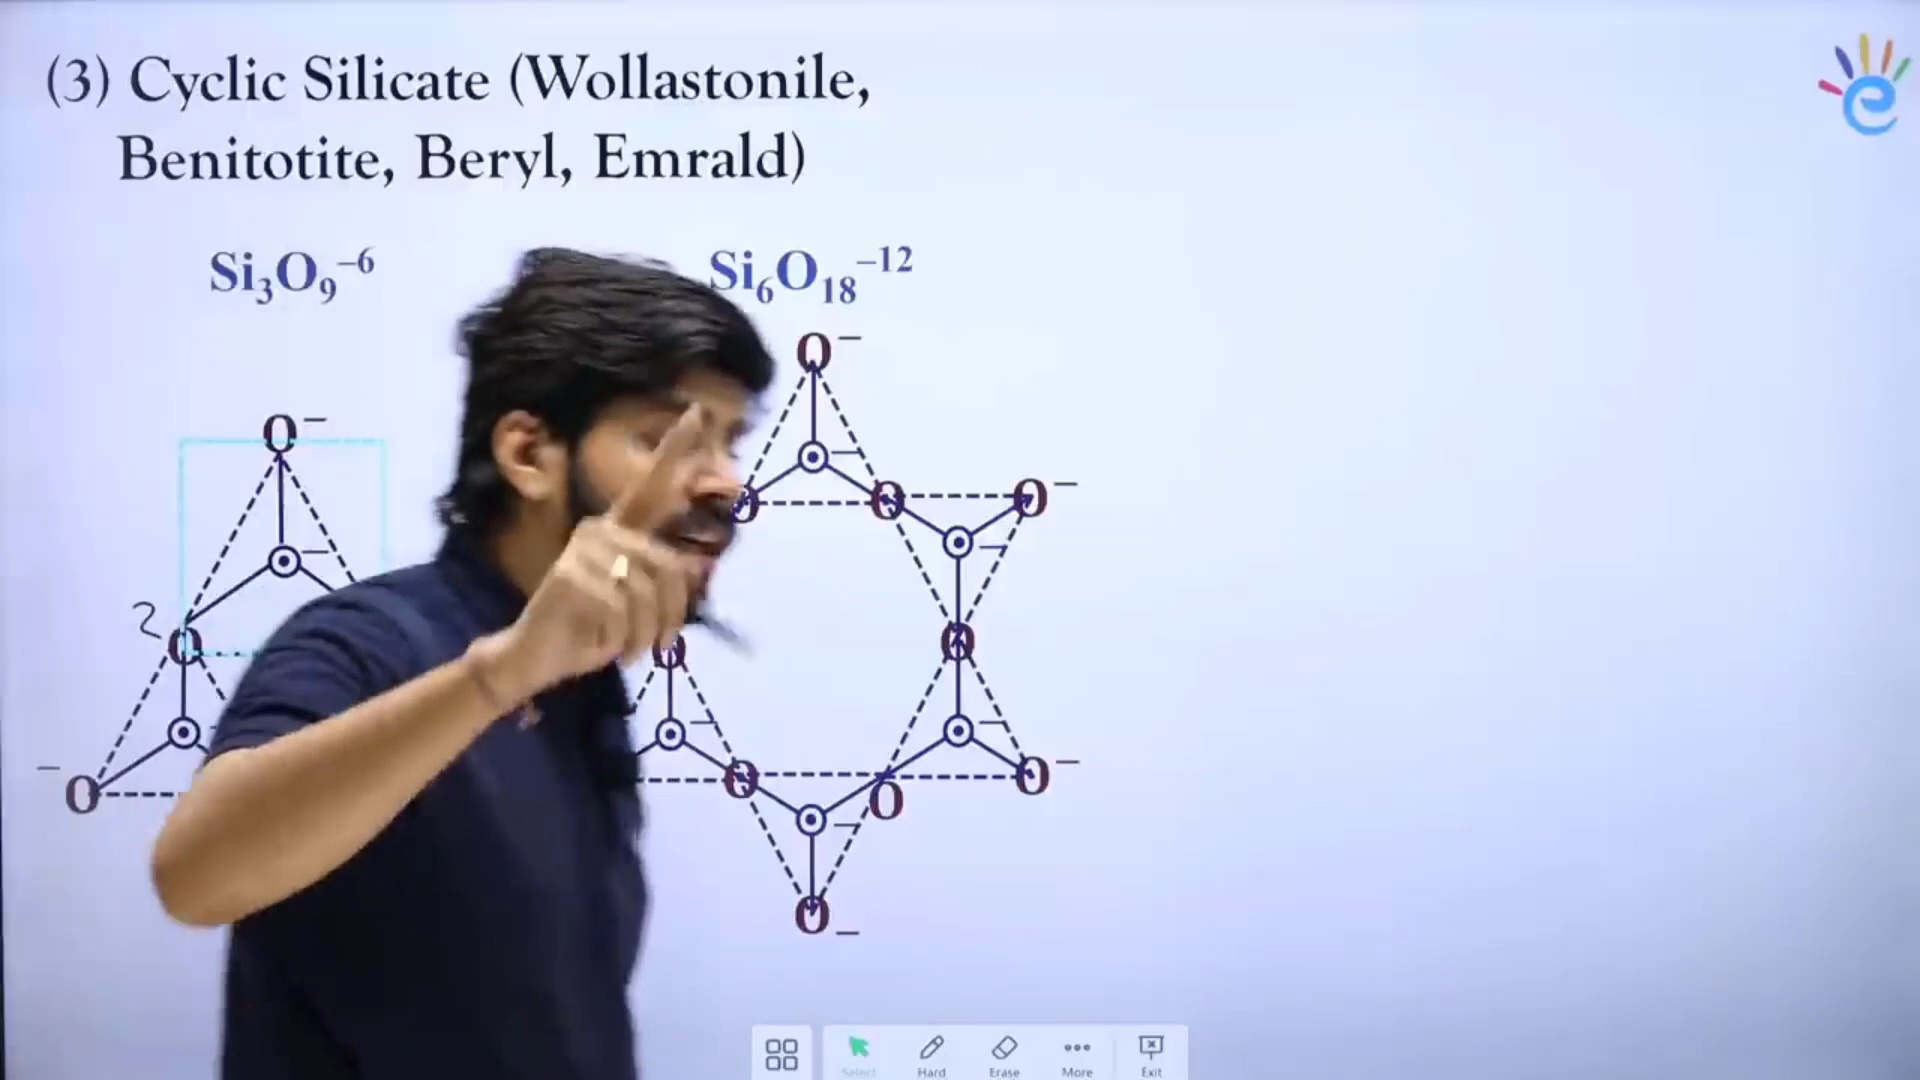 (3) Cyclic Silicate (Wollastonile,
Benitotite, Beryl, Emrald)
Si₃O₉⁻⁶
Si₆O₁₈⁻¹²
O⁻
O⁻
O O O⁻
2
O O O
⁻O
O O O⁻
O₋
Select Hard Erase More Exit